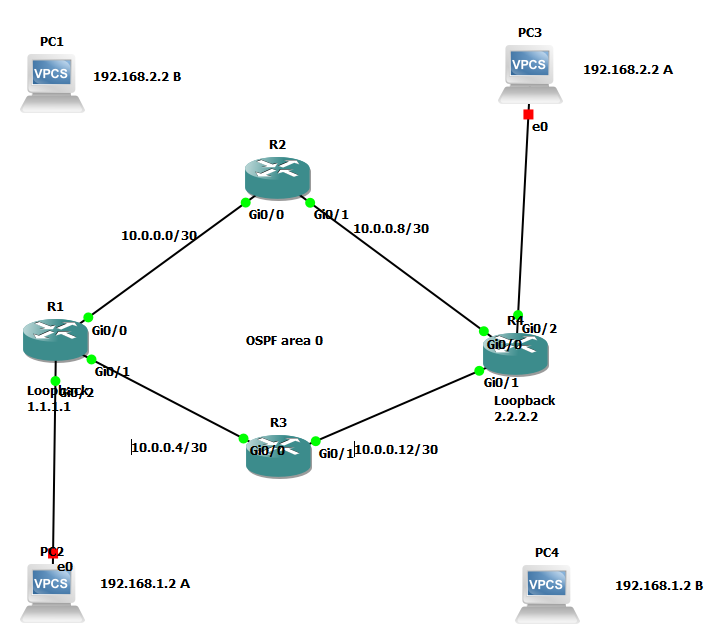 PC1
VPCS
192.168.2.2 B
PC3
VPCS
192.168.2.2 A
e0
R2
Gi0/0
Gi0/1
10.0.0.0/30
10.0.0.8/30
R1
Gi0/0
OSPF area 0
R4
Gi0/2
Gi0/0
Gi0/1
Gi0/1
Loopback
1.1.1.1
Gi0/2
Loopback
2.2.2.2
10.0.0.4/30
R3
Gi0/0
Gi0/1
10.0.0.12/30
PC2
e0
VPCS
192.168.1.2 A
PC4
VPCS
192.168.1.2 B